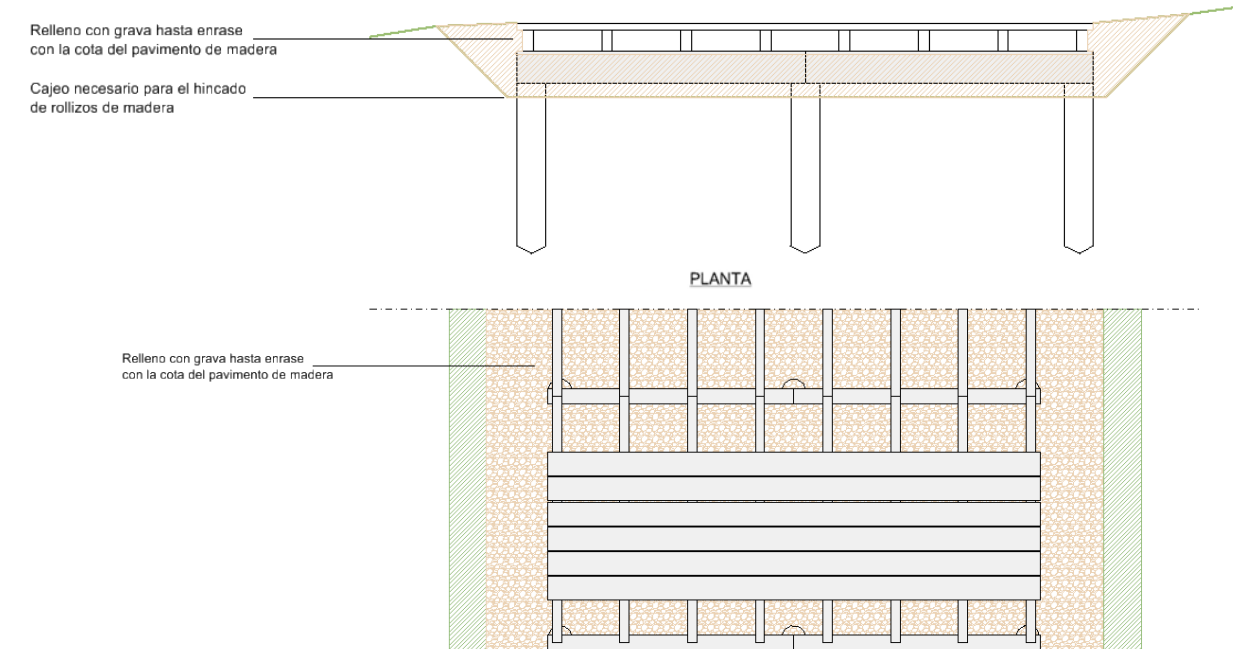 Relleno con grava hasta enrase
con la cota del pavimento de madera
Cajeo necesario para el hincado
de rollizos de madera
PLANTA
Relleno con grava hasta enrase
con la cota del pavimento de madera